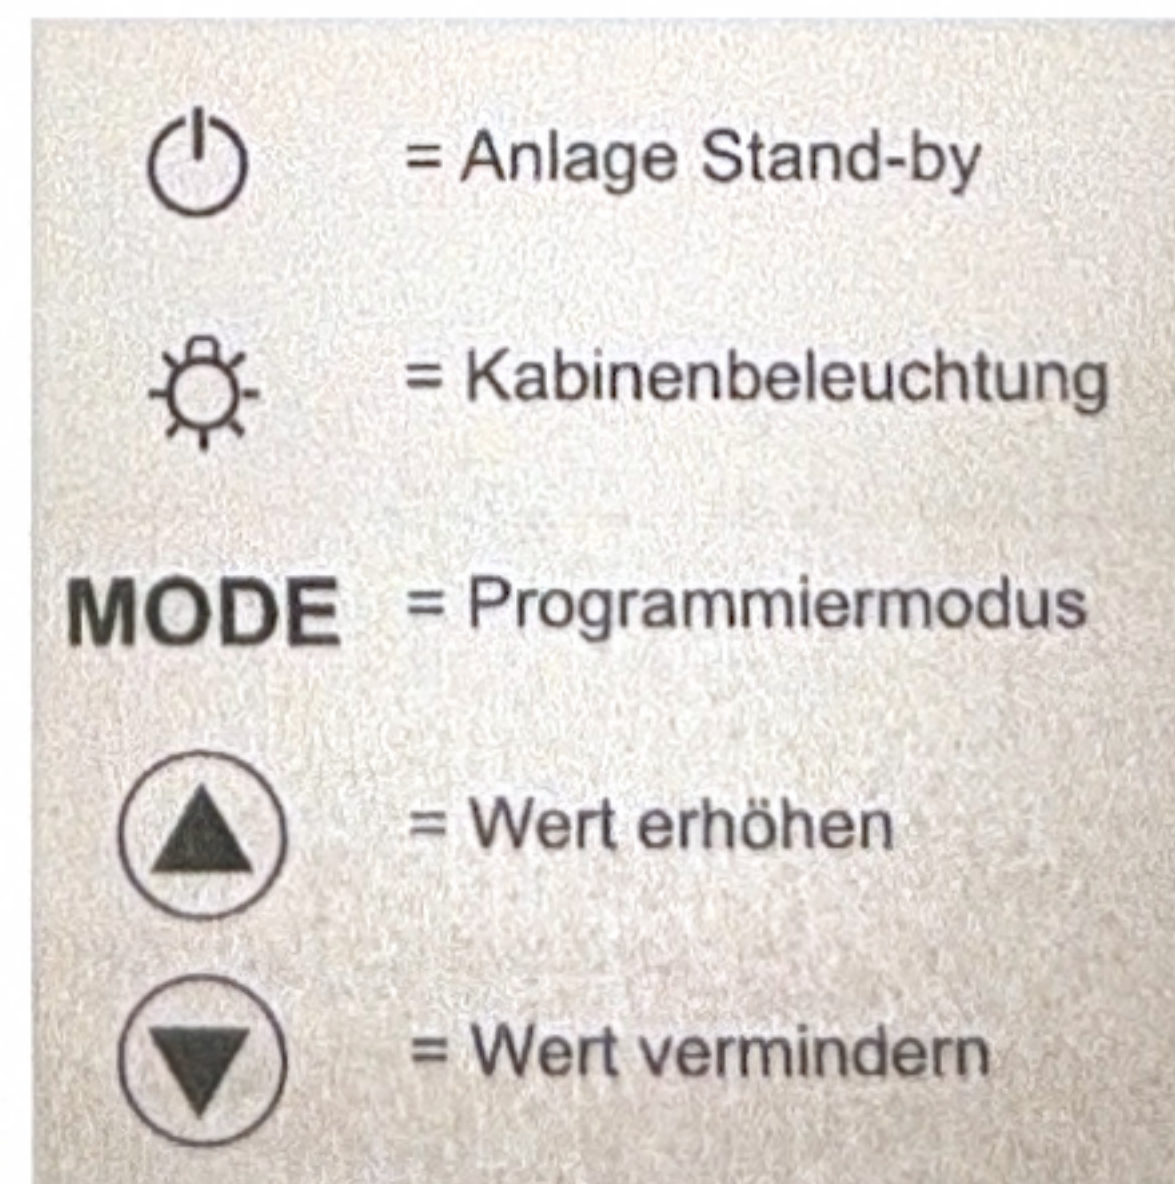 = Anlage Stand-by
= Kabinenbeleuchtung
MODE = Programmiermodus
= Wert erhöhen
= Wert vermindern